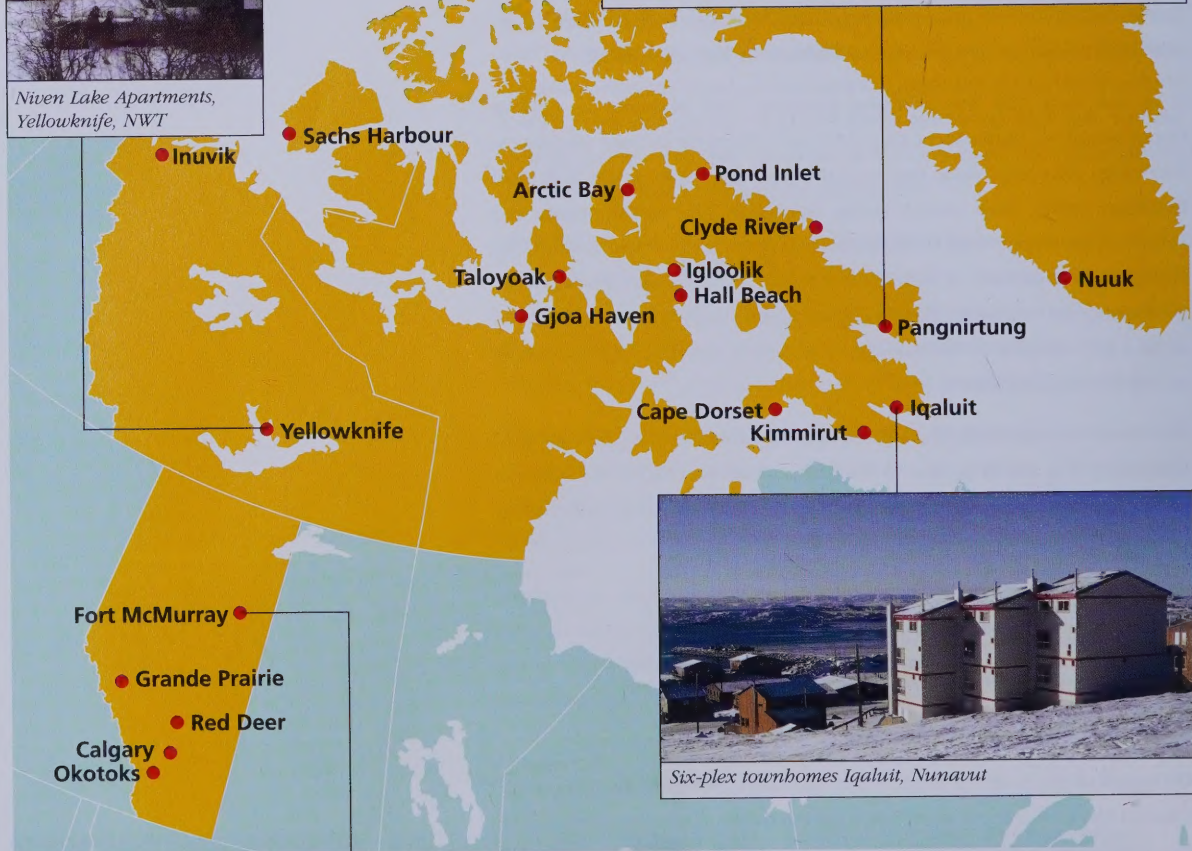 Niven Lake Apartments,
Yellowknife, NWT
Sachs Harbour
Inuvik
Pond Inlet
Arctic Bay
Clyde River
Igloolik
Taloyoak
Nuuk
Hall Beach
Gjoa Haven
Pangnirtung
Cape Dorset
Iqaluit
Yellowknife
Kimmirut
Fort McMurray
Grande Prairie
Red Deer
Calgary
Okotoks
Six-plex townhomes Iqaluit, Nunavut